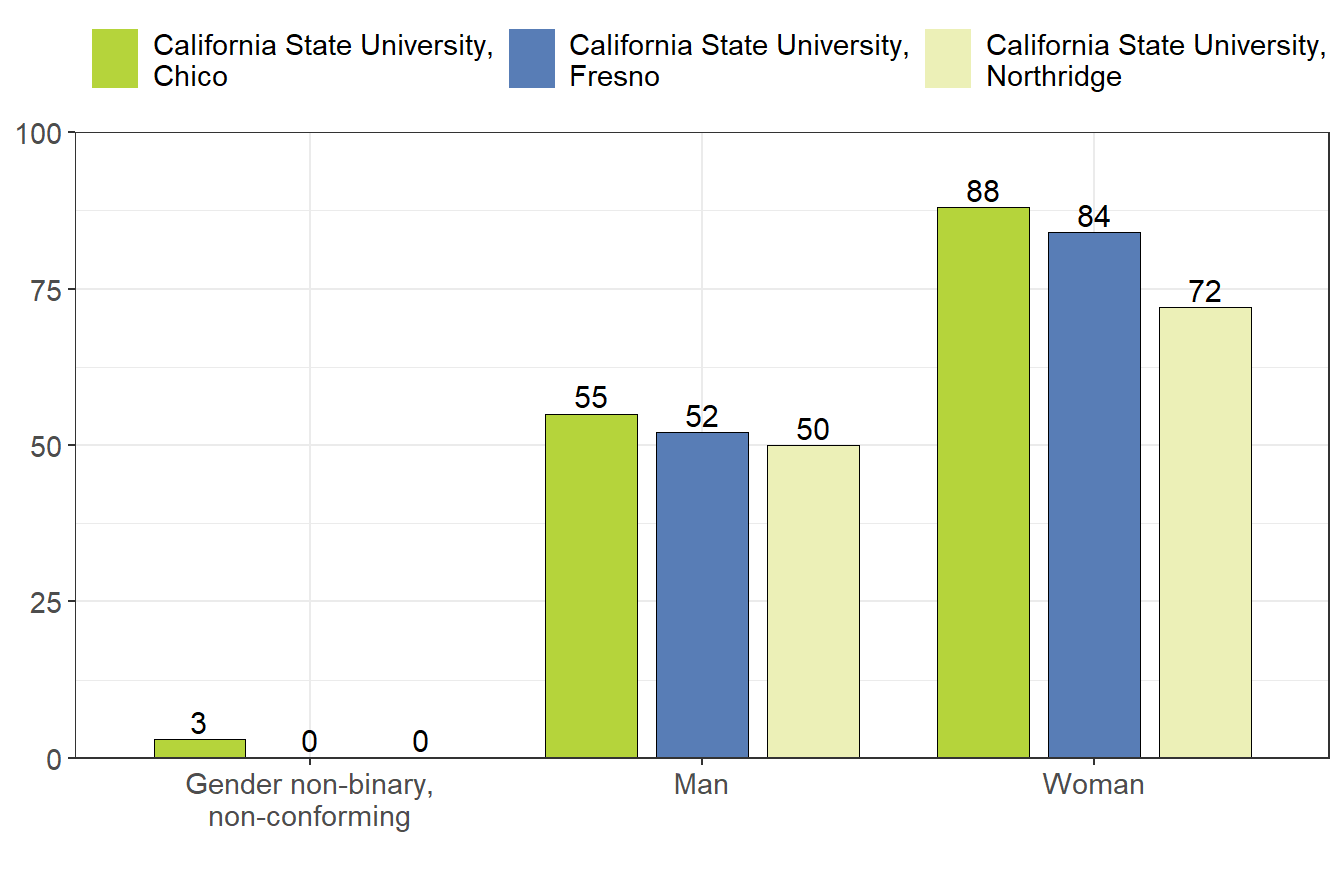 California State University,
Chico
California State University,
Fresno
California State University,
Northridge
100
75
50
25
0
3
0
0
55
52
50
88
84
72
Gender non-binary,
non-conforming
Man
Woman